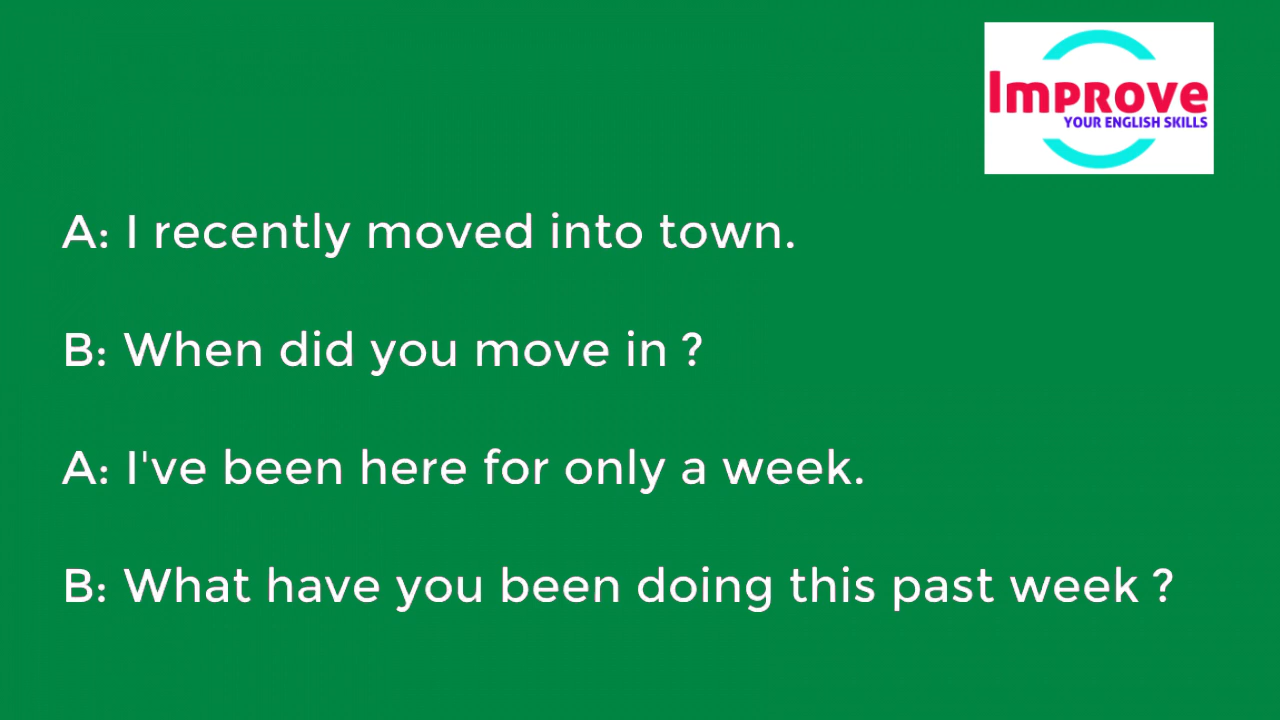 Improve
YOUR ENGLISH SKILLS
A: I recently moved into town.
B: When did you move in ?
A: I've been here for only a week.
B: What have you been doing this past week ?